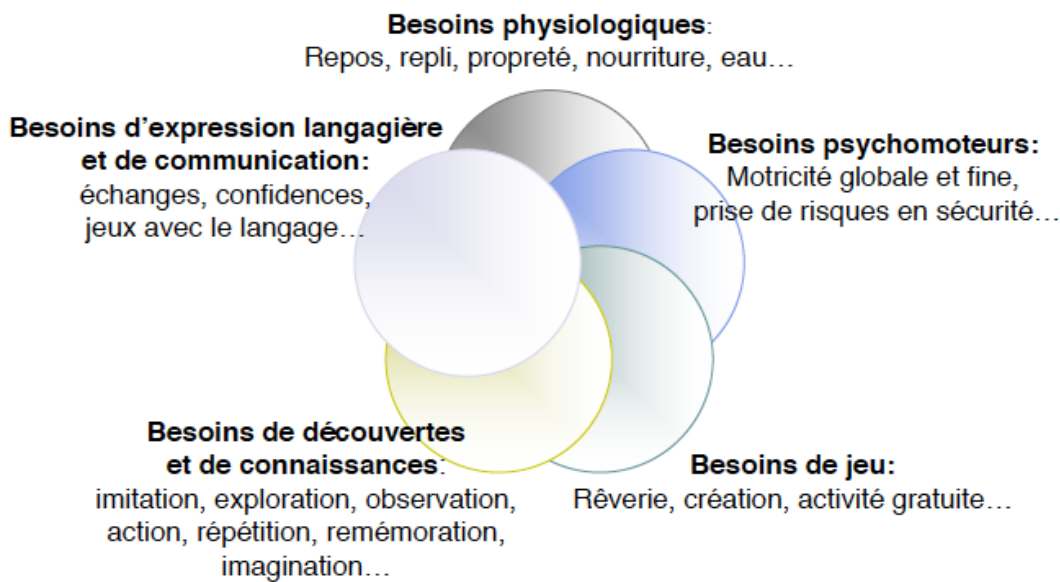 Besoins physiologiques:
Repos, repli, propreté, nourriture, eau…
Besoins d’expression langagière
et de communication:
échanges, confidences,
jeux avec le langage…
Besoins psychomoteurs:
Motricité globale et fine,
prise de risques en sécurité…
Besoins de découvertes
et de connaissances:
imitation, exploration, observation,
action, répétition, remémoration,
imagination…
Besoins de jeu:
Rêverie, création, activité gratuite…